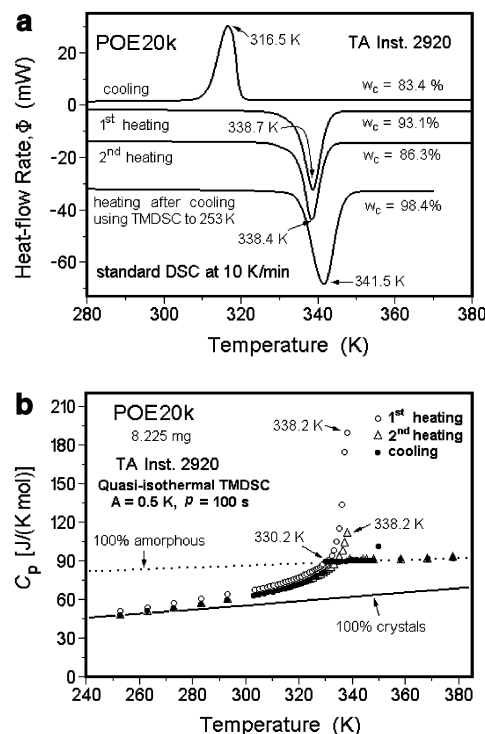 a
POE20k
TA Inst. 2920
316.5 K
cooling
w_c = 83.4 %
1st heating
338.7 K
w_c = 93.1%
2nd heating
w_c = 86.3%
heating after cooling
using TMDSC to 253 K
w_c = 98.4%
338.4 K
standard DSC at 10 K/min
341.5 K
30
0
-30
-60
Heat-flow Rate, Φ (mW)
280 300 320 340 360 380
Temperature (K)
b
POE20k
8.225 mg
TA Inst. 2920
Quasi-isothermal TMDSC
A = 0.5 K, p = 100 s
338.2 K
1st heating
2nd heating
cooling
330.2 K
338.2 K
100% amorphous
100% crystals
210
180
150
120
90
60
30
0
Cp [J/(K mol)]
240 260 280 300 320 340 360 380
Temperature (K)